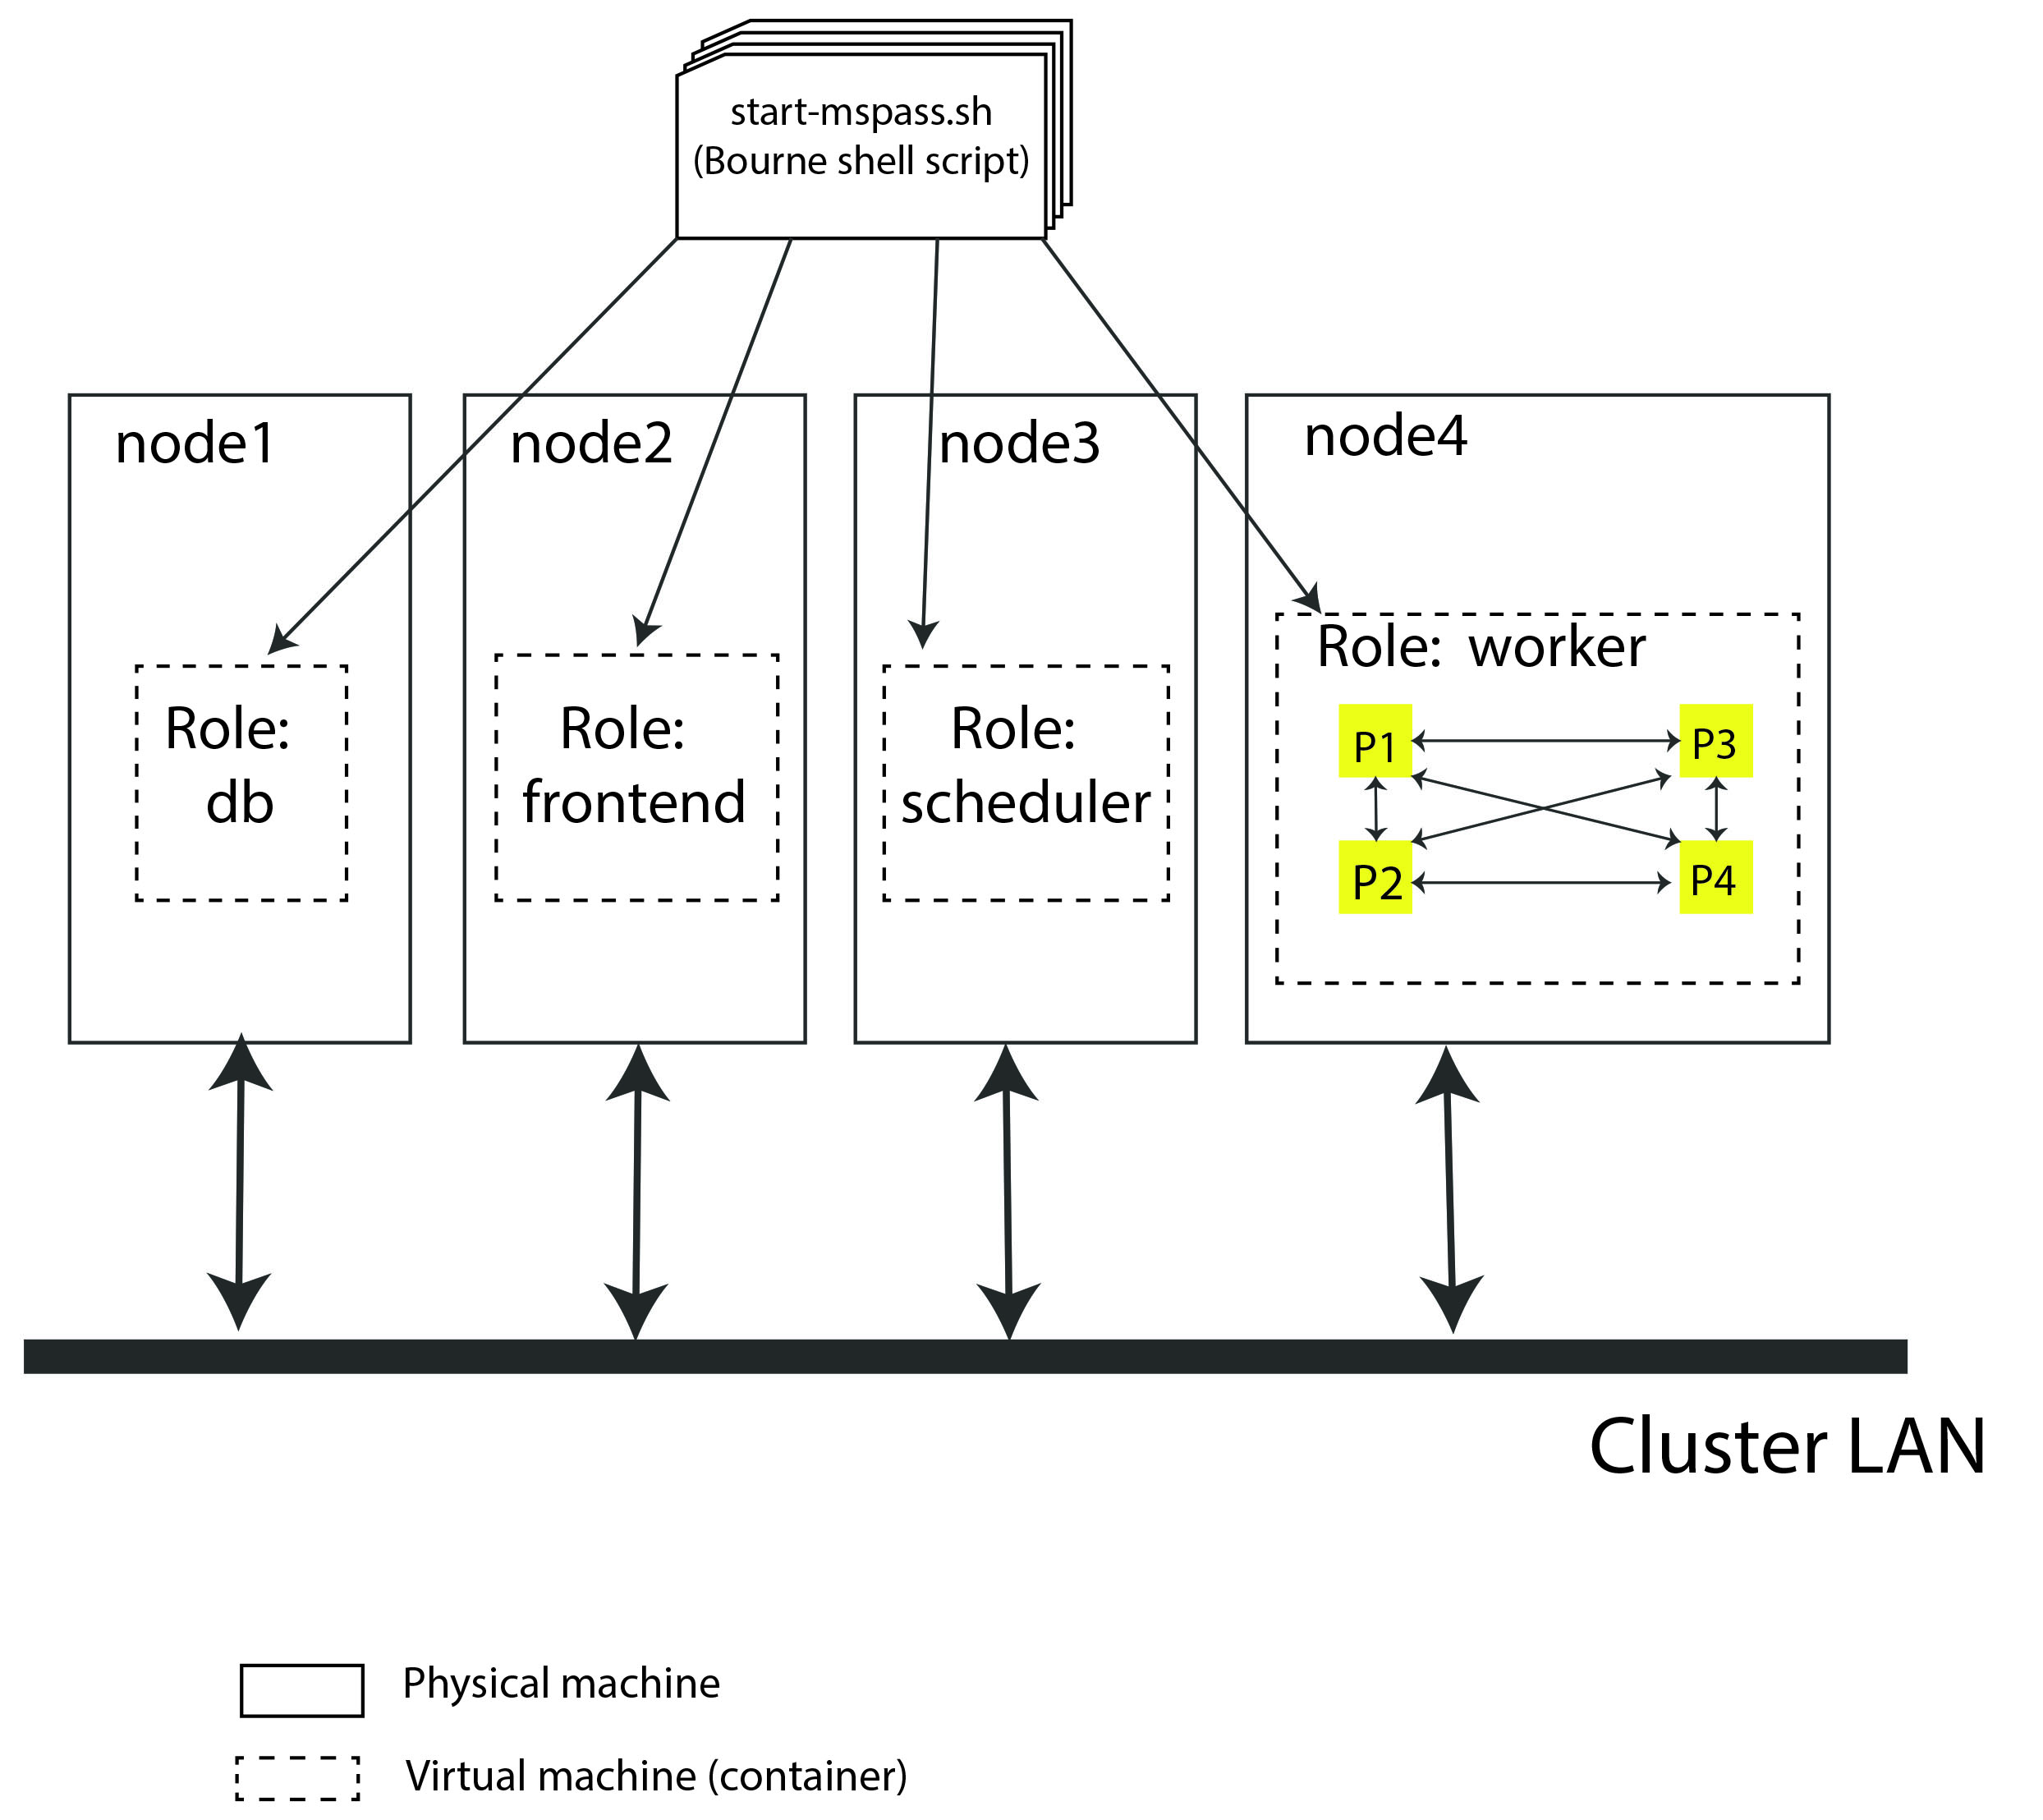 start-mspass.sh
(Bourne shell script)
node1
node2
node3
node4
Role: worker
P1
P3
P2
P4
Role:
db
Role:
frontend
Role:
scheduler
Cluster LAN
Physical machine
Virtual machine (container)